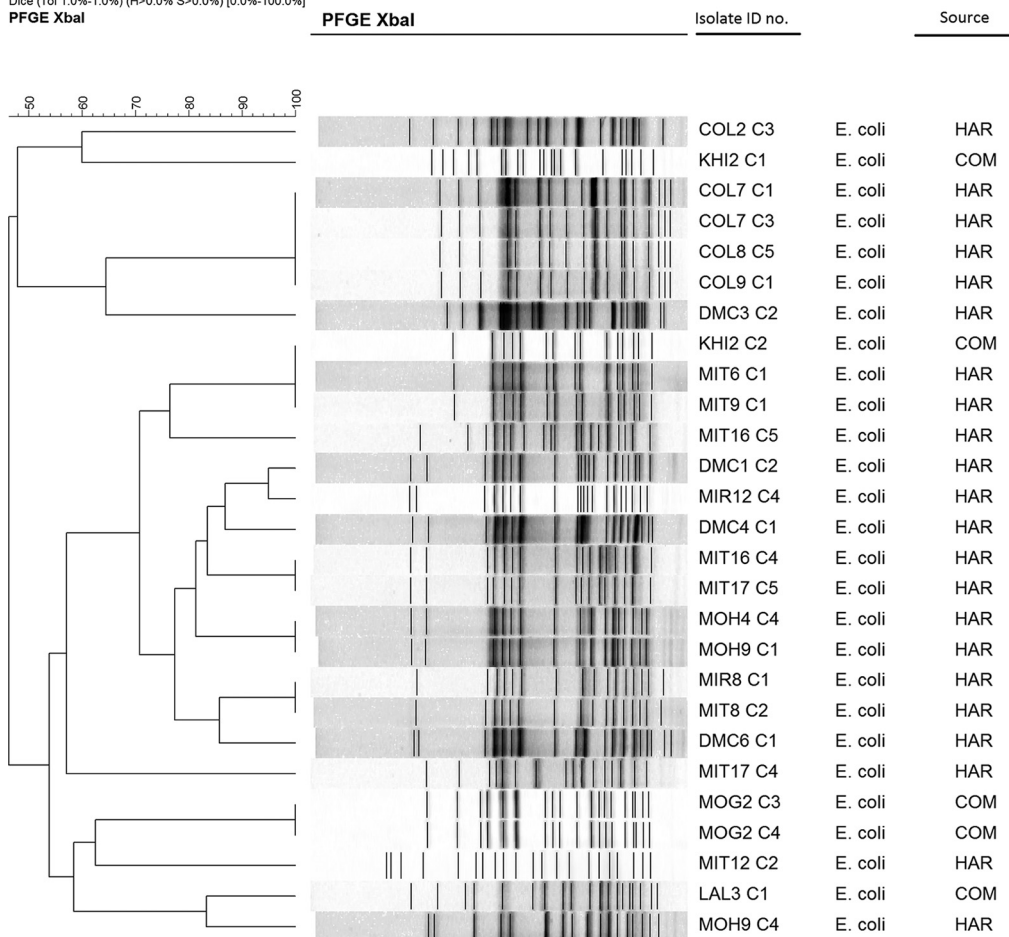 Dice (Tol 1.0%-1.0%) (H>0.0% S>0.0%) [0.0%-100.0%]
PFGE XbaI PFGE XbaI Isolate ID no. Source
50 60 70 80 90 100
COL2 C3 E. coli HAR
KHI2 C1 E. coli COM
COL7 C1 E. coli HAR
COL7 C3 E. coli HAR
COL8 C5 E. coli HAR
COL9 C1 E. coli HAR
DMC3 C2 E. coli HAR
KHI2 C2 E. coli COM
MIT6 C1 E. coli HAR
MIT9 C1 E. coli HAR
MIT16 C5 E. coli HAR
DMC1 C2 E. coli HAR
MIR12 C4 E. coli HAR
DMC4 C1 E. coli HAR
MIT16 C4 E. coli HAR
MIT17 C5 E. coli HAR
MOH4 C4 E. coli HAR
MOH9 C1 E. coli HAR
MIR8 C1 E. coli HAR
MIT8 C2 E. coli HAR
DMC6 C1 E. coli HAR
MIT17 C4 E. coli HAR
MOG2 C3 E. coli COM
MOG2 C4 E. coli COM
MIT12 C2 E. coli HAR
LAL3 C1 E. coli COM
MOH9 C4 E. coli HAR